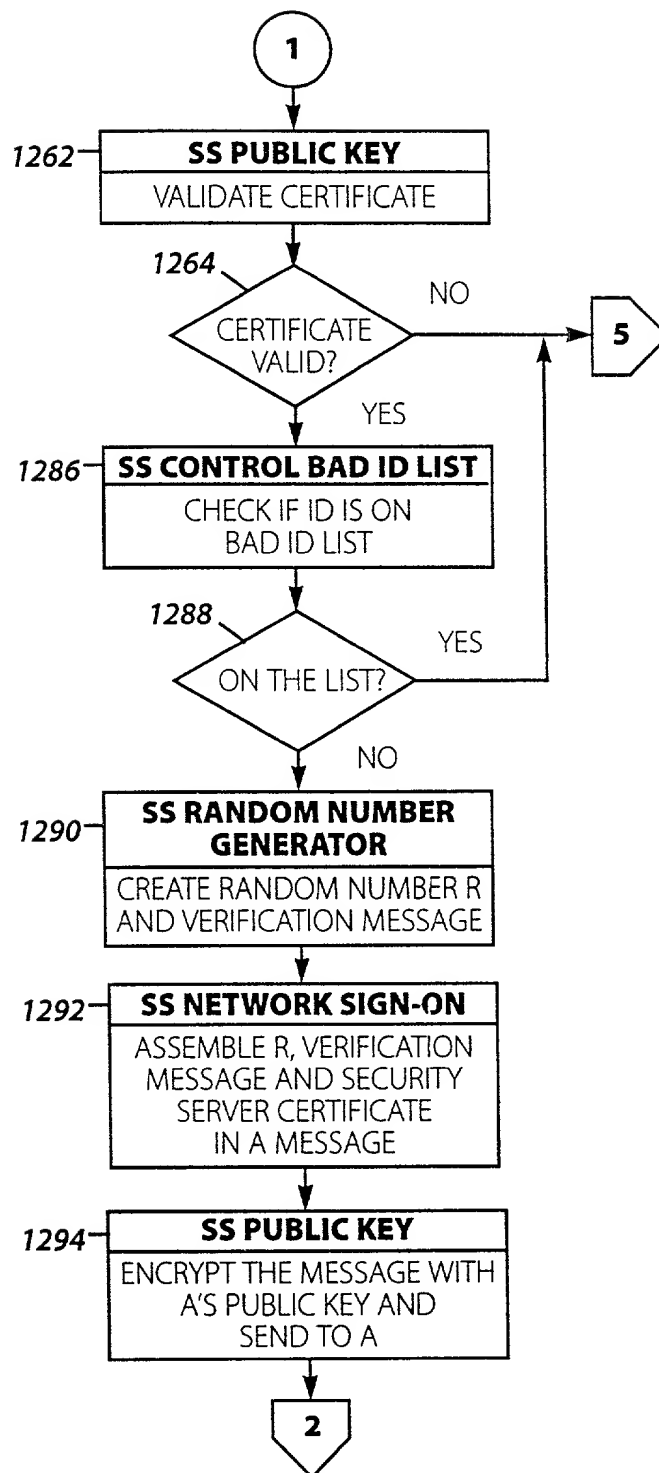 1
1262
SS PUBLIC KEY
VALIDATE CERTIFICATE
1264
NO
CERTIFICATE
VALID?
5
YES
1286
SS CONTROL BAD ID LIST
CHECK IF ID IS ON
BAD ID LIST
1288
YES
ON THE LIST?
NO
1290
SS RANDOM NUMBER
GENERATOR
CREATE RANDOM NUMBER R
AND VERIFICATION MESSAGE
1292
SS NETWORK SIGN-ON
ASSEMBLE R, VERIFICATION
MESSAGE AND SECURITY
SERVER CERTIFICATE
IN A MESSAGE
1294
SS PUBLIC KEY
ENCRYPT THE MESSAGE WITH
A'S PUBLIC KEY AND
SEND TO A
2